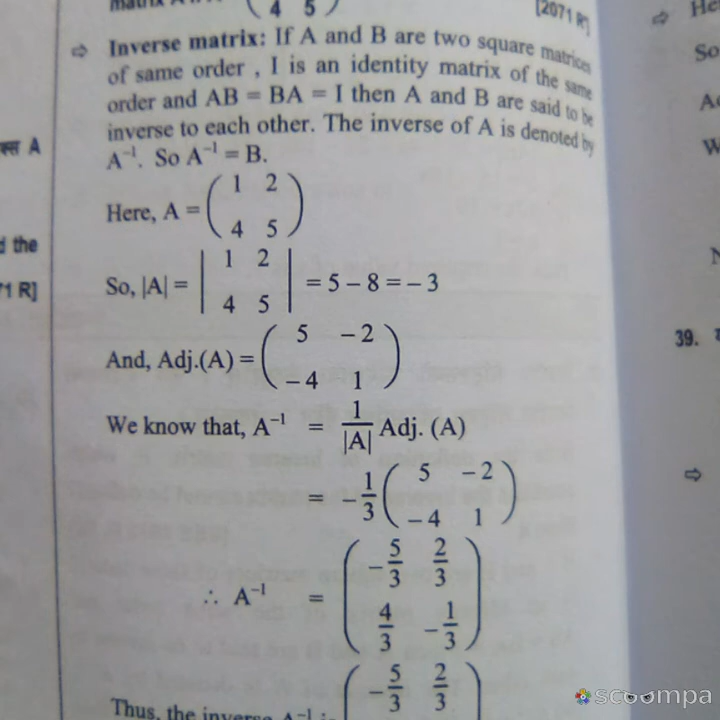 4 5
[2071 R]
⇨ Inverse matrix: If A and B are two square matrices
of same order , I is an identity matrix of the same
order and AB = BA = I then A and B are said to be
inverse to each other. The inverse of A is denoted by
A⁻¹. So A⁻¹ = B.
Here, A = ( 1 2
4 5 )
So, |A| = | 1 2
4 5 | = 5 – 8 = – 3
And, Adj.(A) = ( 5 – 2
– 4 1 )
We know that, A⁻¹ = 1/|A| Adj. (A)
= – 1/3 ( 5 – 2
– 4 1 )
∴ A⁻¹ = ( – 5/3 2/3
4/3 – 1/3 )
Thus, the inverse A⁻¹ is ( – 5/3 2/3
A
d the
71 R]
⇨ He
So
A
W
N
39.
⇨
scoompa